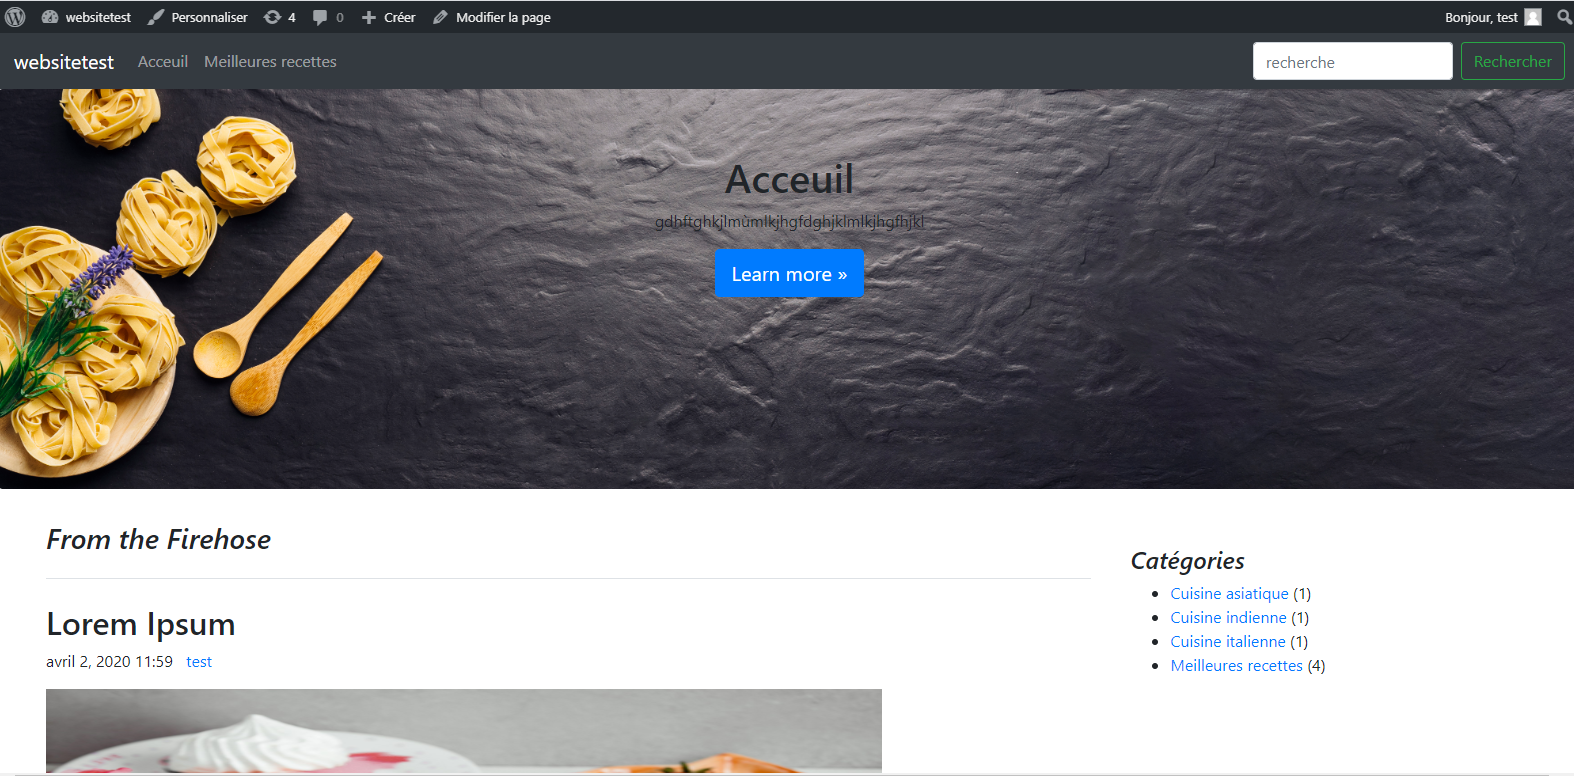 websitetest Personnaliser 4 0 Créer Modifier la page Bonjour, test
websitetest Acceuil Meilleures recettes recherche Rechercher
Acceuil
gdhftghkjlmùmlkjhgfdghjklmlkjhgfhjkl
Learn more »
From the Firehose
Lorem Ipsum
avril 2, 2020 11:59 test
Catégories
Cuisine asiatique (1)
Cuisine indienne (1)
Cuisine italienne (1)
Meilleures recettes (4)